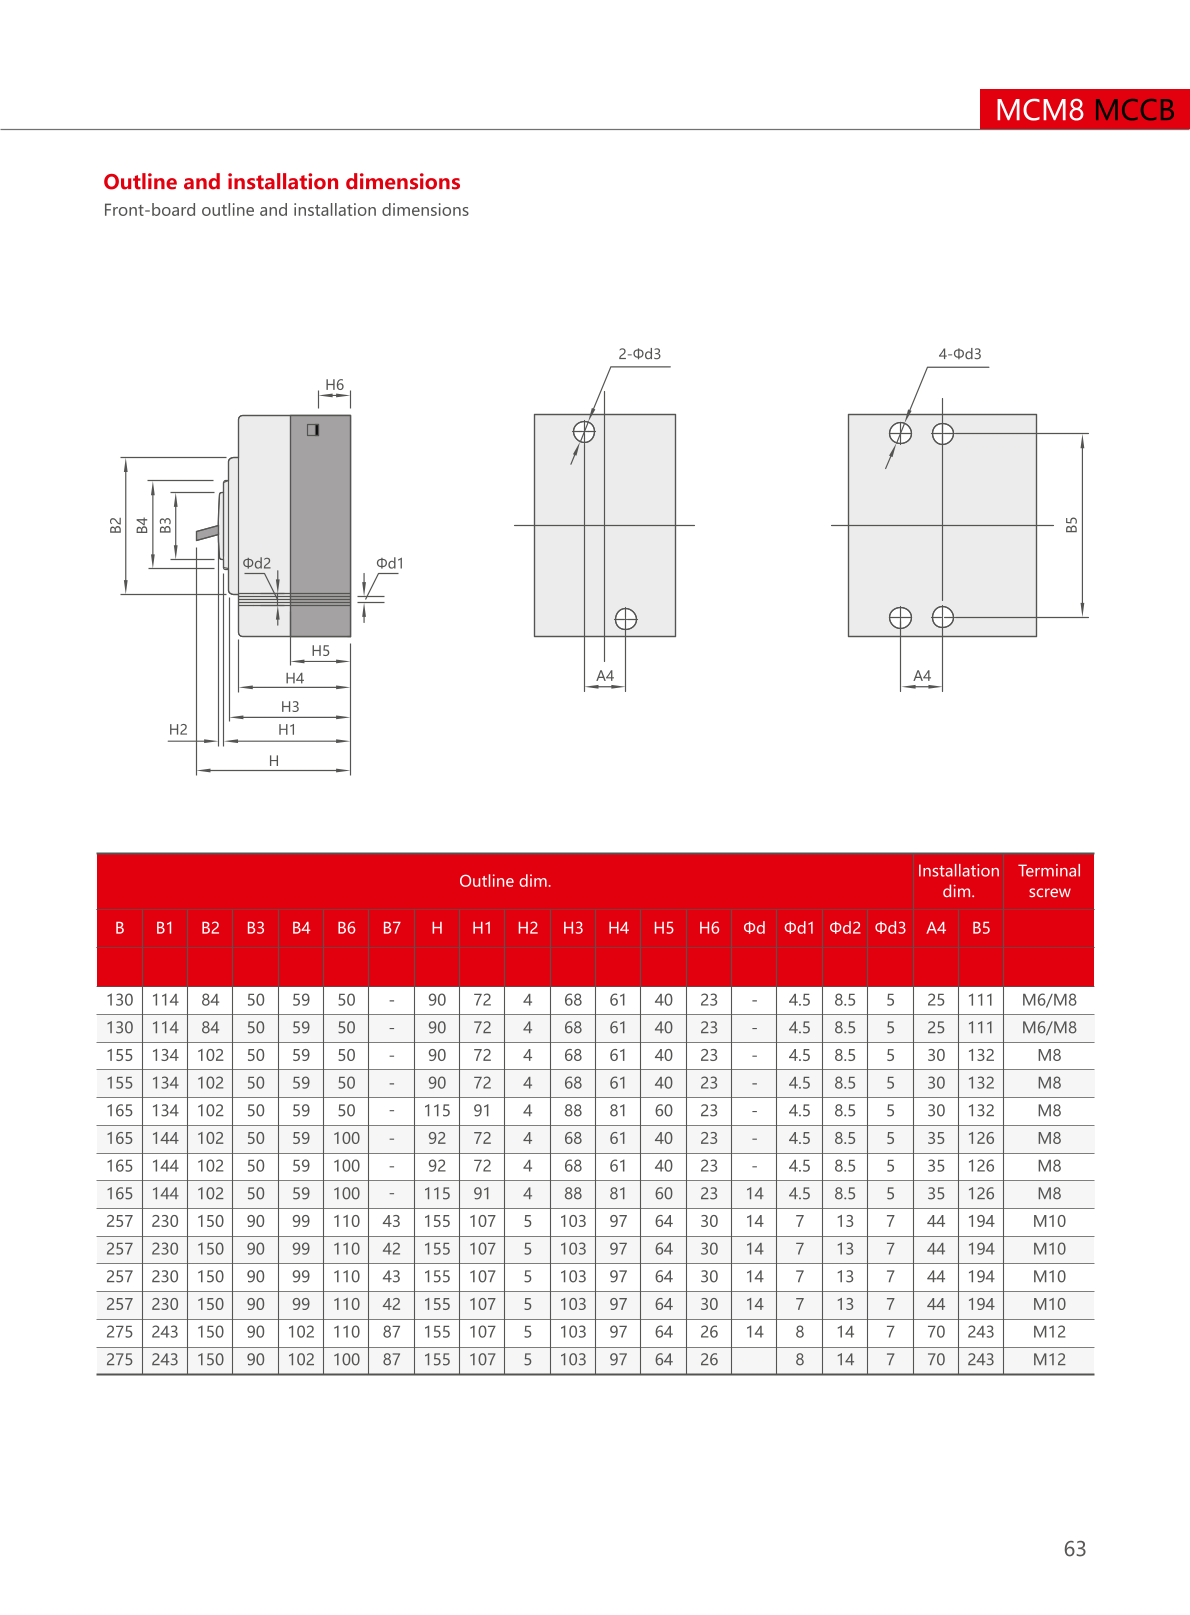 MCM8 MCCB
Outline and installation dimensions
Front-board outline and installation dimensions
2-Φd3
4-Φd3
H6
B2
B4
B3
B5
Φd2
Φd1
H5
H4
A4
A4
H3
H2
H1
H
Outline dim.
Installation dim.
Terminal screw
B B1 B2 B3 B4 B6 B7 H H1 H2 H3 H4 H5 H6 Φd Φd1 Φd2 Φd3 A4 B5
130 114 84 50 59 50 - 90 72 4 68 61 40 23 - 4.5 8.5 5 25 111 M6/M8
130 114 84 50 59 50 - 90 72 4 68 61 40 23 - 4.5 8.5 5 25 111 M6/M8
155 134 102 50 59 50 - 90 72 4 68 61 40 23 - 4.5 8.5 5 30 132 M8
155 134 102 50 59 50 - 90 72 4 68 61 40 23 - 4.5 8.5 5 30 132 M8
165 134 102 50 59 50 - 115 91 4 88 81 60 23 - 4.5 8.5 5 30 132 M8
165 144 102 50 59 100 - 92 72 4 68 61 40 23 - 4.5 8.5 5 35 126 M8
165 144 102 50 59 100 - 92 72 4 68 61 40 23 - 4.5 8.5 5 35 126 M8
165 144 102 50 59 100 - 115 91 4 88 81 60 23 14 4.5 8.5 5 35 126 M8
257 230 150 90 99 110 43 155 107 5 103 97 64 30 14 7 13 7 44 194 M10
257 230 150 90 99 110 42 155 107 5 103 97 64 30 14 7 13 7 44 194 M10
257 230 150 90 99 110 43 155 107 5 103 97 64 30 14 7 13 7 44 194 M10
257 230 150 90 99 110 42 155 107 5 103 97 64 30 14 7 13 7 44 194 M10
275 243 150 90 102 110 87 155 107 5 103 97 64 26 14 8 14 7 70 243 M12
275 243 150 90 102 100 87 155 107 5 103 97 64 26 8 14 7 70 243 M12
63